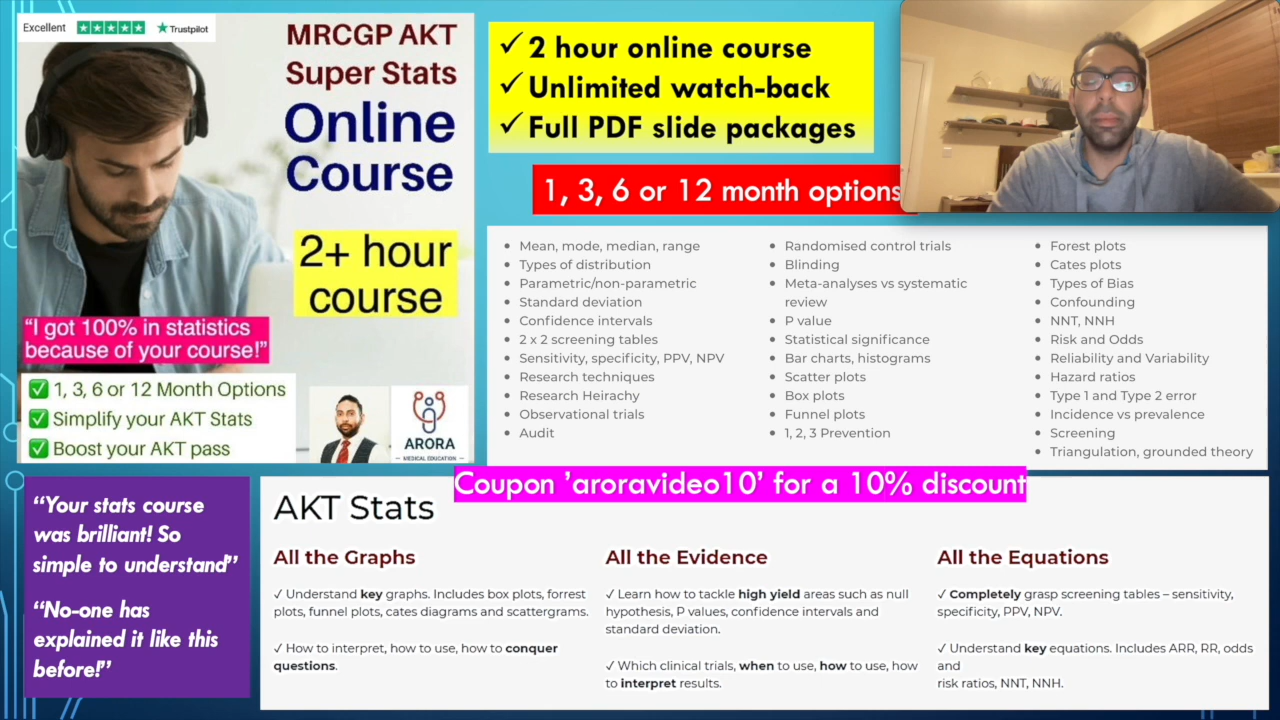 Excellent
Trustpilot
MRCGP AKT
Super Stats
Online
Course
2+ hour
course
“I got 100% in statistics
because of your course!”
✅ 1, 3, 6 or 12 Month Options
✅ Simplify your AKT Stats
✅ Boost your AKT pass
ARORA
– MEDICAL EDUCATION –
✓ 2 hour online course
✓ Unlimited watch-back
✓ Full PDF slide packages
1, 3, 6 or 12 month options
• Mean, mode, median, range
• Types of distribution
• Parametric/non-parametric
• Standard deviation
• Confidence intervals
• 2 x 2 screening tables
• Sensitivity, specificity, PPV, NPV
• Research techniques
• Research Heirachy
• Observational trials
• Audit
• Randomised control trials
• Blinding
• Meta-analyses vs systematic
review
• P value
• Statistical significance
• Bar charts, histograms
• Scatter plots
• Box plots
• Funnel plots
• 1, 2, 3 Prevention
• Forest plots
• Cates plots
• Types of Bias
• Confounding
• NNT, NNH
• Risk and Odds
• Reliability and Variability
• Hazard ratios
• Type 1 and Type 2 error
• Incidence vs prevalence
• Screening
• Triangulation, grounded theory
Coupon ’aroravideo10’ for a 10% discount
“Your stats course
was brilliant! So
simple to understand”
“No-one has
explained it like this
before!”
AKT Stats
All the Graphs
✓ Understand key graphs. Includes box plots, forrest
plots, funnel plots, cates diagrams and scattergrams.
✓ How to interpret, how to use, how to conquer
questions.
All the Evidence
✓ Learn how to tackle high yield areas such as null
hypothesis, P values, confidence intervals and
standard deviation.
✓ Which clinical trials, when to use, how to use, how
to interpret results.
All the Equations
✓ Completely grasp screening tables – sensitivity,
specificity, PPV, NPV.
✓ Understand key equations. Includes ARR, RR, odds
and
risk ratios, NNT, NNH.